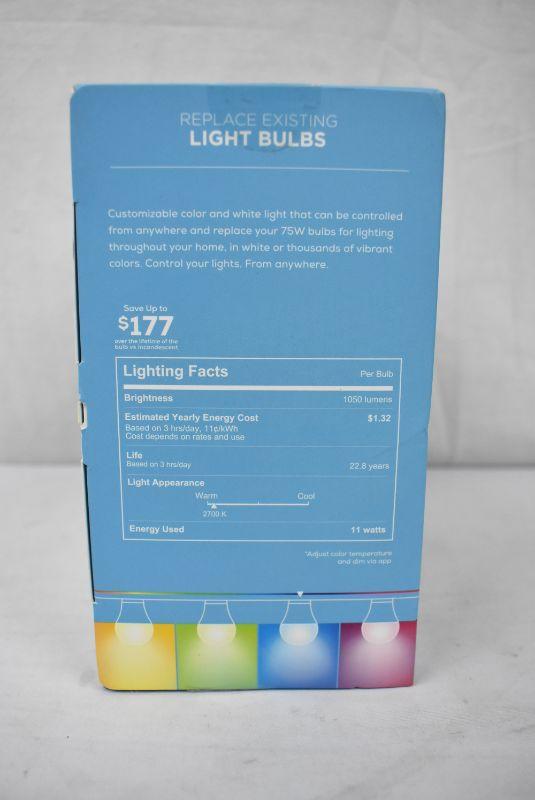 REPLACE EXISTING
LIGHT BULBS
Customizable color and white light that can be controlled
from anywhere and replace your 75W bulbs for lighting
throughout your home, in white or thousands of vibrant
colors. Control your lights. From anywhere.
Save Up to
$177
over the lifetime of the
bulb vs incandescent
Lighting Facts Per Bulb
Brightness 1050 lumens
Estimated Yearly Energy Cost $1.32
Based on 3 hrs/day, 11¢/kWh
Cost depends on rates and use
Life
Based on 3 hrs/day 22.8 years
Light Appearance
Warm Cool
2700 K
Energy Used 11 watts
*Adjust color temperature
and dim via app